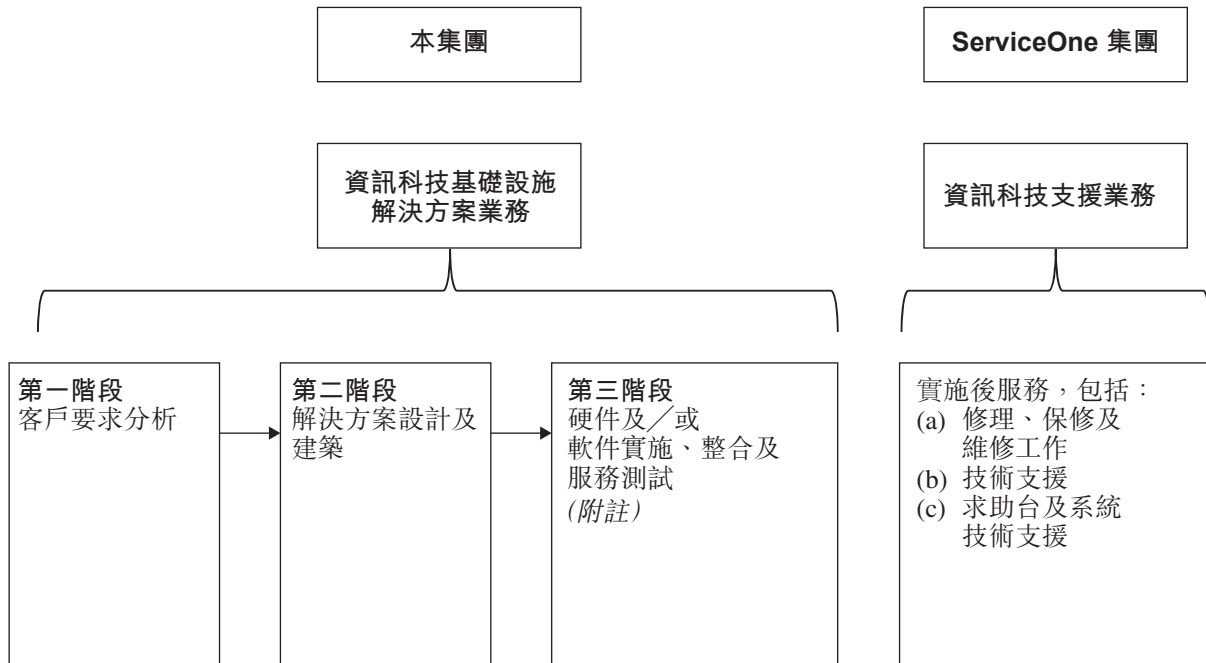 本集團
ServiceOne 集團
資訊科技基礎設施
解決方案業務
資訊科技支援業務
第一階段
客戶要求分析
第二階段
解決方案設計及
建築
第三階段
硬件及／或
軟件實施、整合及
服務測試
(附註)
實施後服務，包括：
(a) 修理、保修及
維修工作
(b) 技術支援
(c) 求助台及系統
技術支援